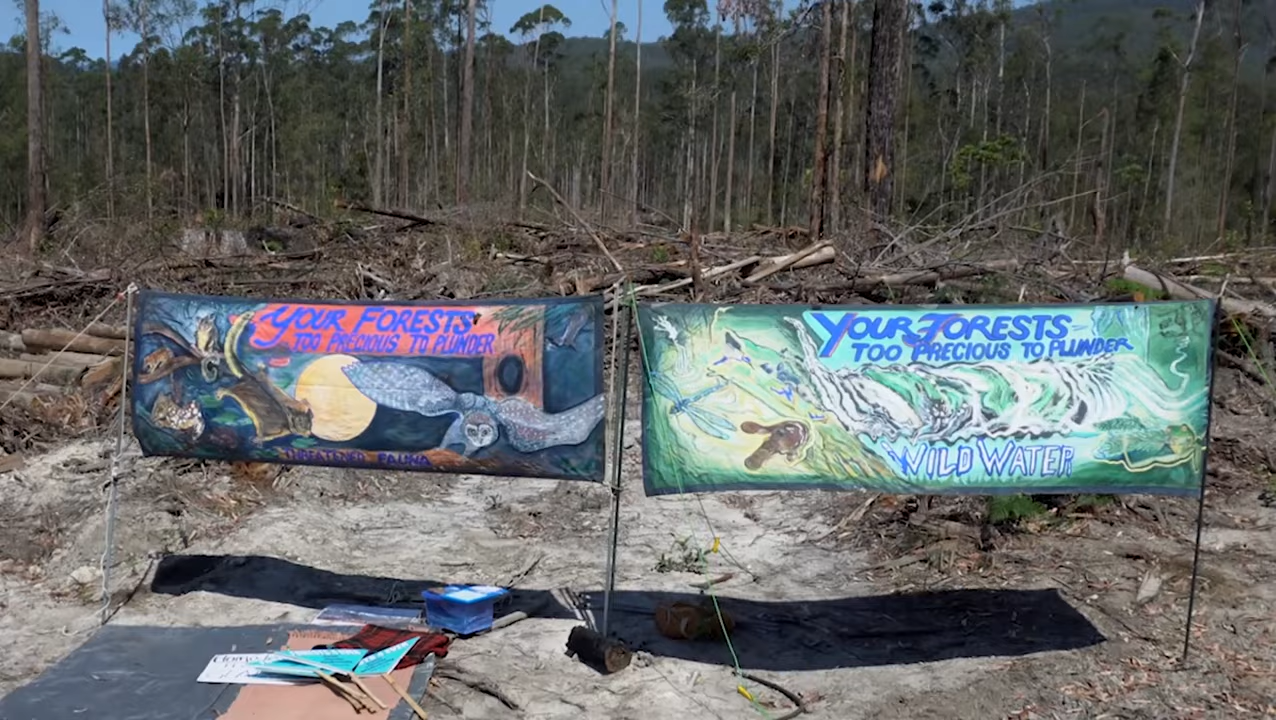 YOUR FORESTS
TOO PRECIOUS TO PLUNDER
THREATENED FAUNA
YOUR FORESTS
TOO PRECIOUS TO PLUNDER
WILD WATER